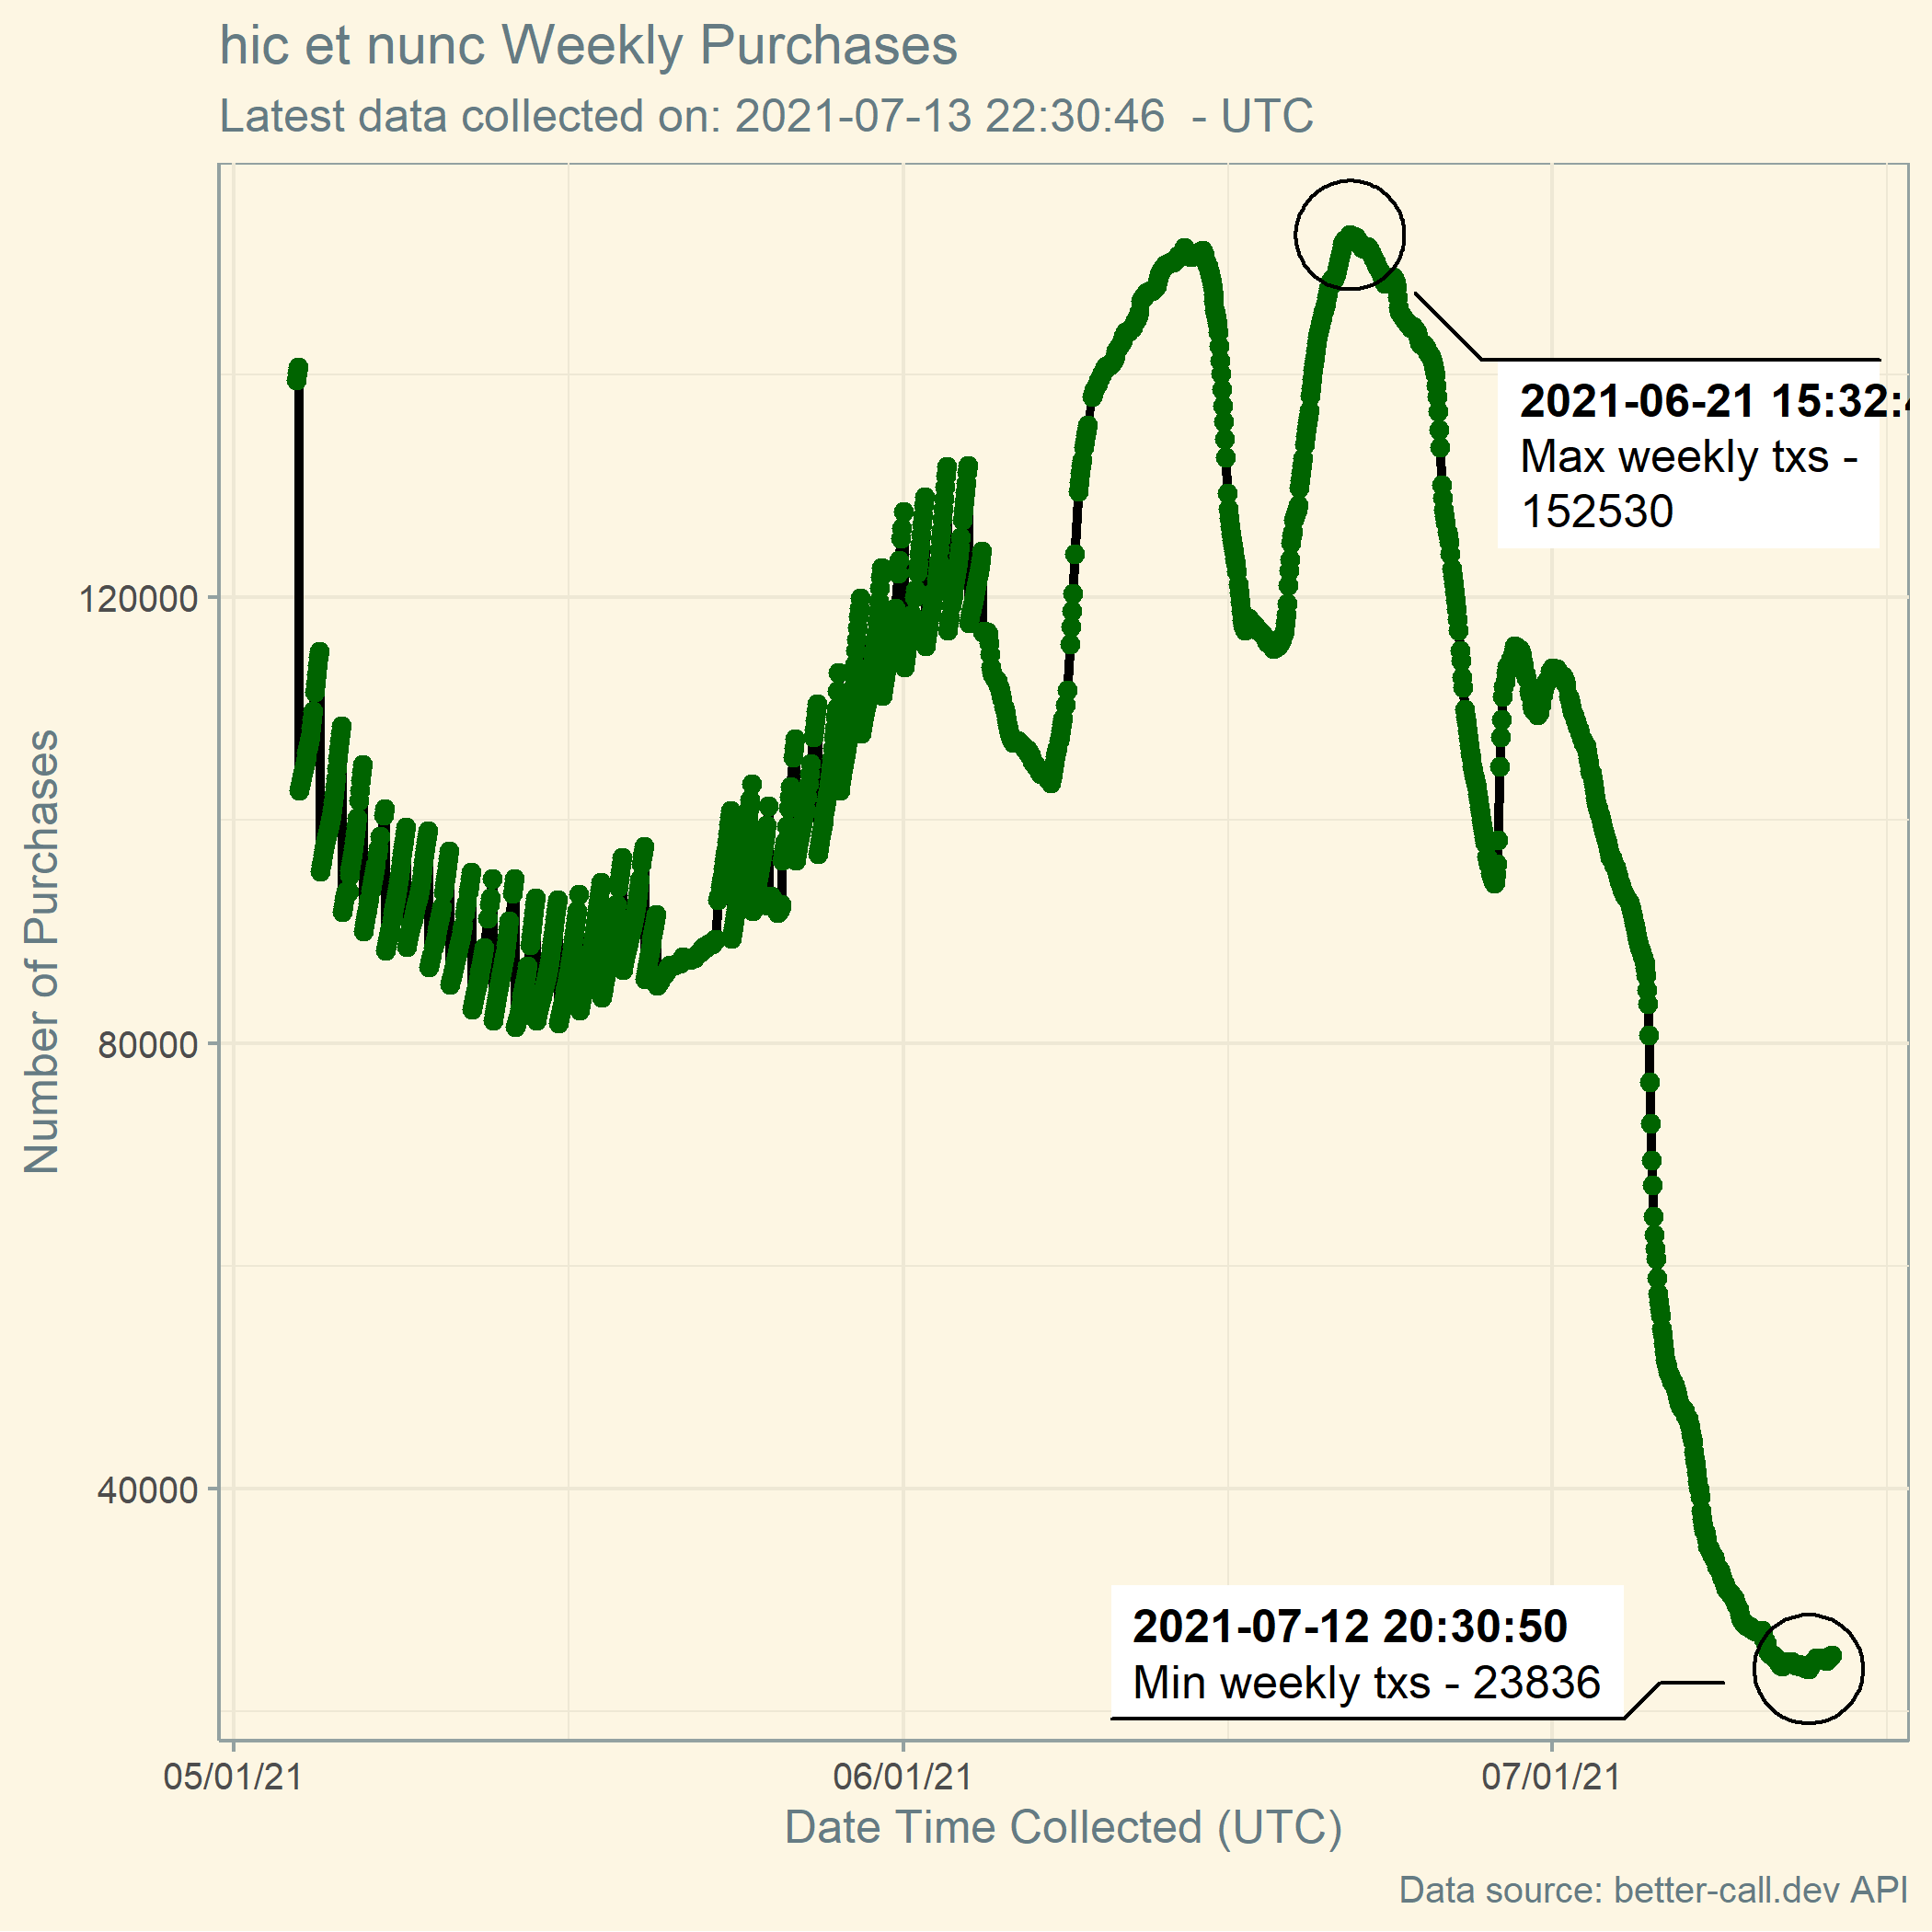 hic et nunc Weekly Purchases
Latest data collected on: 2021-07-13 22:30:46 - UTC
2021-06-21 15:32:
Max weekly txs -
152530
120000
Number of Purchases
80000
40000
2021-07-12 20:30:50
Min weekly txs - 23836
05/01/21
06/01/21
07/01/21
Date Time Collected (UTC)
Data source: better-call.dev API